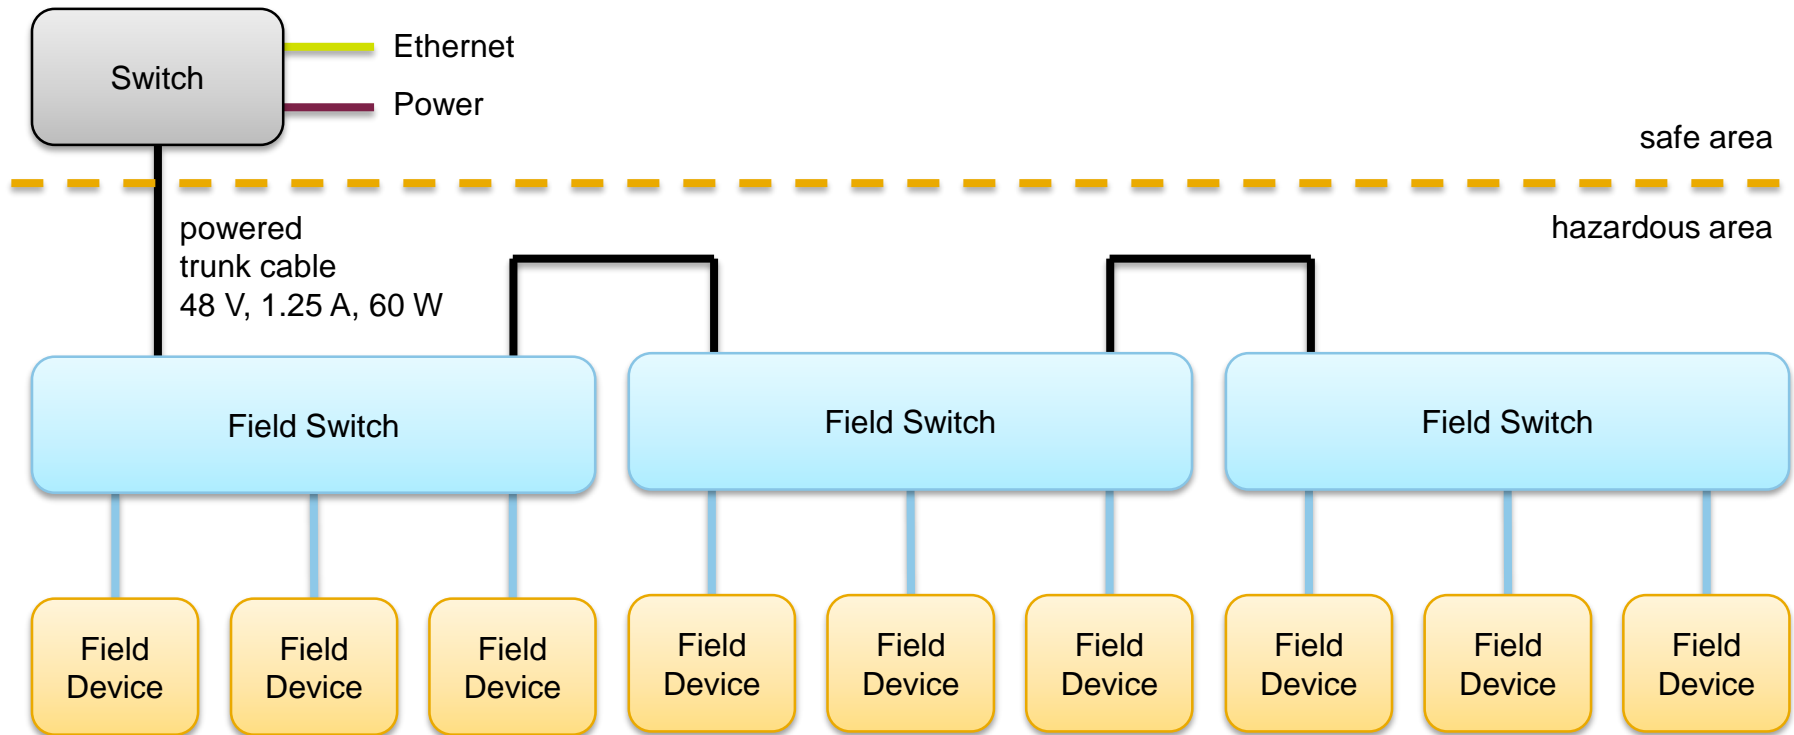 Switch
Ethernet
Power
safe area
hazardous area
powered
trunk cable
48 V, 1.25 A, 60 W
Field Switch
Field Switch
Field Switch
Field
Device
Field
Device
Field
Device
Field
Device
Field
Device
Field
Device
Field
Device
Field
Device
Field
Device